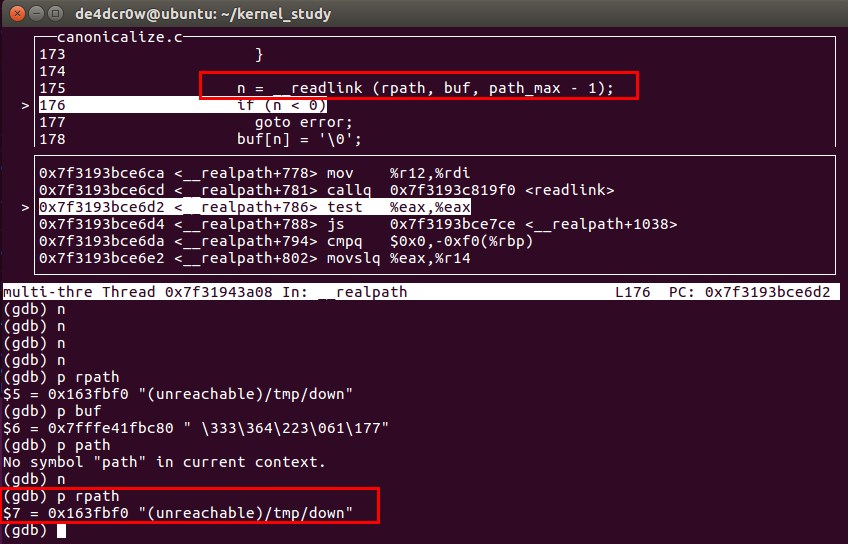 de4dcr0w@ubuntu: ~/kernel_study
canonicalize.c
173                        }
174
175                      n = __readlink (rpath, buf, path_max - 1);
> 176                      if (n < 0)
177                        goto error;
178                      buf[n] = '\0';
0x7f3193bce6ca <__realpath+778> mov    %r12,%rdi
0x7f3193bce6cd <__realpath+781> callq  0x7f3193c819f0 <readlink>
> 0x7f3193bce6d2 <__realpath+786> test   %eax,%eax
0x7f3193bce6d4 <__realpath+788> js     0x7f3193bce7ce <__realpath+1038>
0x7f3193bce6da <__realpath+794> cmpq   $0x0,-0xf0(%rbp)
0x7f3193bce6e2 <__realpath+802> movslq %eax,%r14
multi-thre Thread 0x7f31943a08 In: __realpath                        L176  PC: 0x7f3193bce6d2
(gdb) n
(gdb) n
(gdb) n
(gdb) n
(gdb) p rpath
$5 = 0x163fbf0 "(unreachable)/tmp/down"
(gdb) p buf
$6 = 0x7fffe41fbc80 " \333\364\223\061\177"
(gdb) p path
No symbol "path" in current context.
(gdb) n
(gdb) p rpath
$7 = 0x163fbf0 "(unreachable)/tmp/down"
(gdb)